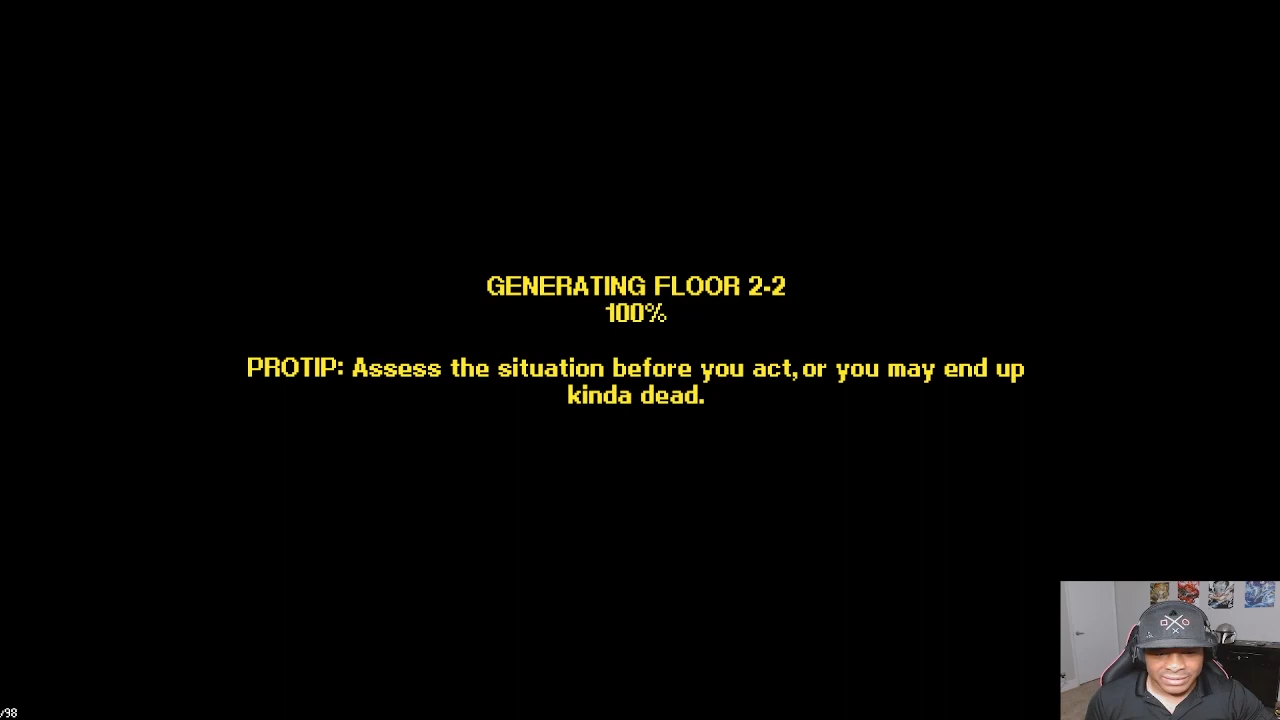 GENERATING FLOOR 2-2
100%
PROTIP: Assess the situation before you act, or you may end up
kinda dead.
v98